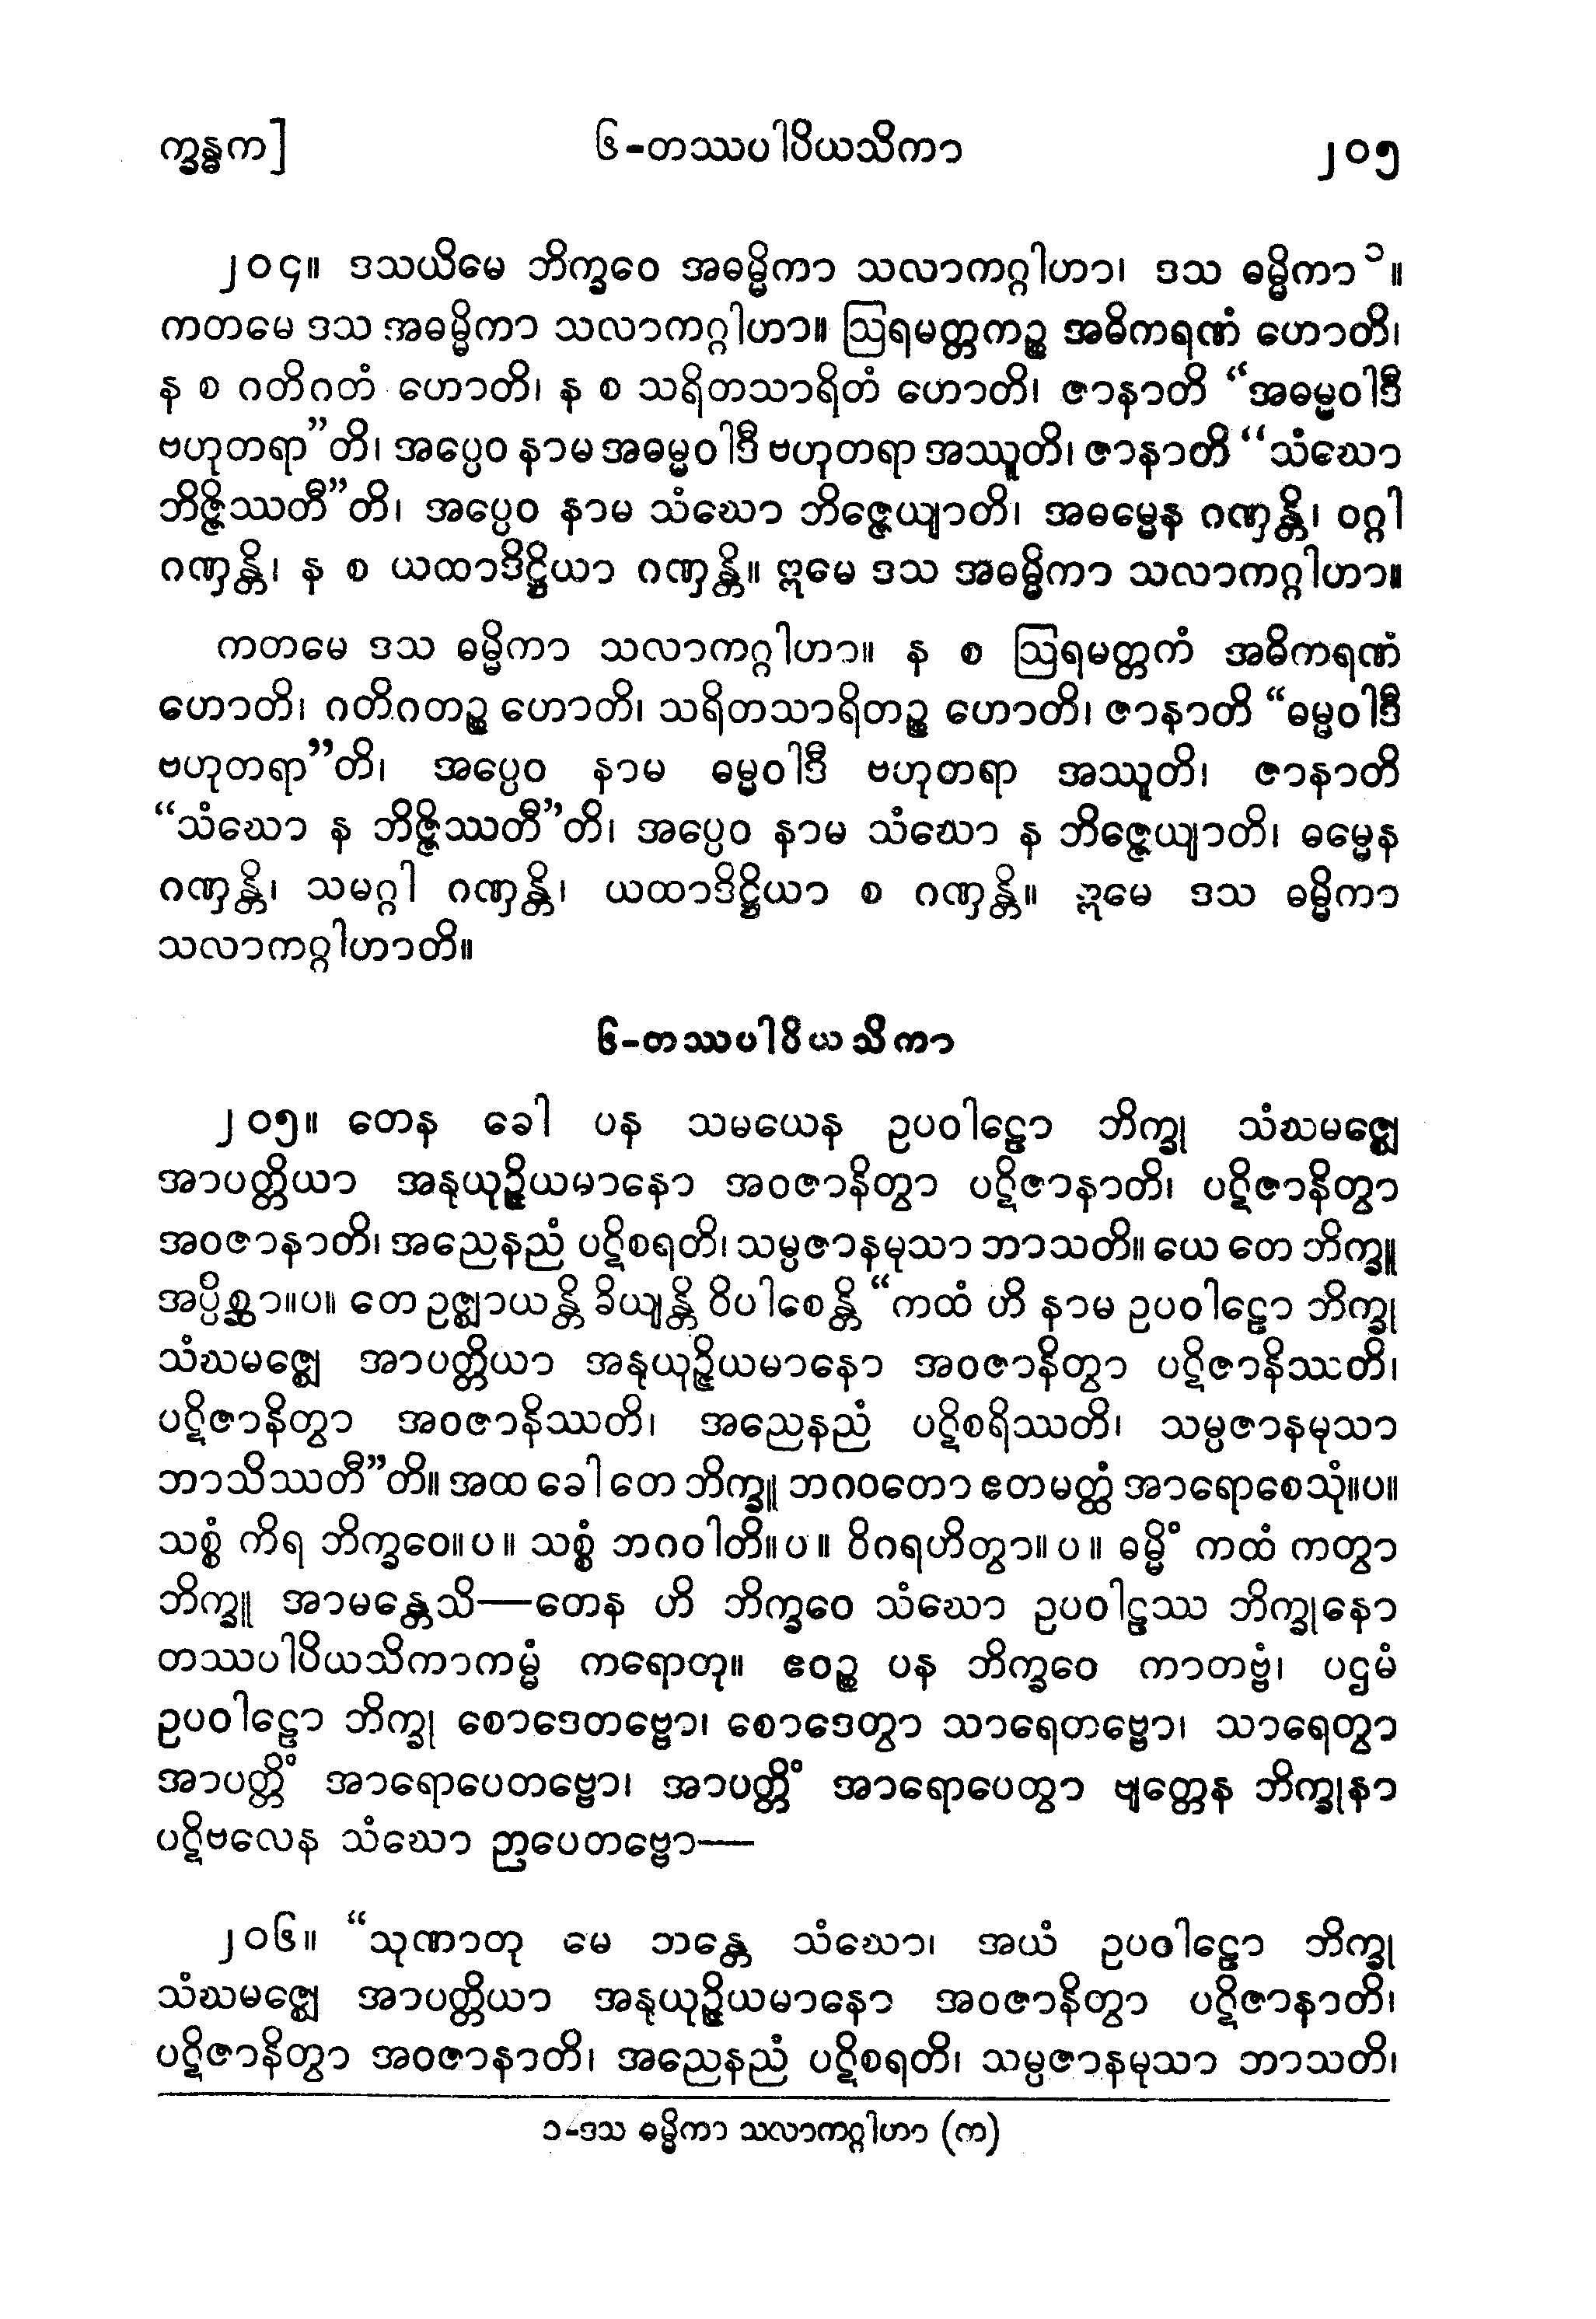 က္ခန္ဓက]
၆-တဿပါပိယသိကာ
၂၀၅
၂၀၄။ ဒသယိမေ ဘိက္ခဝေ အဓမ္မိကာ သလာကဂ္ဂါဟာ၊ ဒသ ဓမ္မိကာ ၁။
ကတမေ ဒသ အဓမ္မိကာ သလာကဂ္ဂါဟာ။ ဩရမတ္တကဉ္စ အဓိကရဏံ ဟောတိ၊
န စ ဂတိဂတံ ဟောတိ၊ န စ သရိတသာရိတံ ဟောတိ၊ ဇာနာတိ “အဓမ္မဝါဒီ
ဗဟုတရာ”တိ၊ အပ္ပေဝ နာမ အဓမ္မဝါဒီ ဗဟုတရာ အဿူတိ၊ ဇာနာတိ “သံဃော
ဘိဇ္ဇိဿတီ”တိ၊ အပ္ပေဝ နာမ သံဃော ဘိဇ္ဇေယျာတိ၊ အဓမ္မေန ဂဏှန္တိ၊ ဝဂ္ဂါ
ဂဏှန္တိ၊ န စ ယထာဒိဋ္ဌိယာ ဂဏှန္တိ။ ဣမေ ဒသ အဓမ္မိကာ သလာကဂ္ဂါဟာ။
ကတမေ ဒသ ဓမ္မိကာ သလာကဂ္ဂါဟာ။ န စ ဩရမတ္တကံ အဓိကရဏံ
ဟောတိ၊ ဂတိဂတဉ္စ ဟောတိ၊ သရိတသာရိတဉ္စ ဟောတိ၊ ဇာနာတိ “ဓမ္မဝါဒီ
ဗဟုတရာ”တိ၊ အပ္ပေဝ နာမ ဓမ္မဝါဒီ ဗဟုတရာ အဿူတိ၊ ဇာနာတိ
“သံဃော န ဘိဇ္ဇိဿတီ”တိ၊ အပ္ပေဝ နာမ သံဃော န ဘိဇ္ဇေယျာတိ၊ ဓမ္မေန
ဂဏှန္တိ၊ သမဂ္ဂါ ဂဏှန္တိ၊ ယထာဒိဋ္ဌိယာ စ ဂဏှန္တိ။ ဣမေ ဒသ ဓမ္မိကာ
သလာကဂ္ဂါဟာတိ။
၆-တဿပါပိယသိကာ
၂၀၅။ တေန ခေါ ပန သမယေန ဥပဝါဠှော ဘိက္ခု သံဃမဇ္ဈေ
အာပတ္တိယာ အနုယုဉ္ဇိယမာနော အဝဇာနိတွာ ပဋိဇာနာတိ၊ ပဋိဇာနိတွာ
အဝဇာနာတိ၊ အညေနညံ ပဋိစရတိ၊ သမ္ပဇာနမုသာ ဘာသတိ။ ယေ တေ ဘိက္ခူ
အပ္ပိစ္ဆာ။ပ။ တေ ဥဇ္ဈာယန္တိ ခိယျန္တိ ဝိပါစေန္တိ “ကထံ ဟိ နာမ ဥပဝါဠှော ဘိက္ခု
သံဃမဇ္ဈေ အာပတ္တိယာ အနုယုဉ္ဇိယမာနော အဝဇာနိတွာ ပဋိဇာနိဿတိ၊
ပဋိဇာနိတွာ အဝဇာနိဿတိ၊ အညေနညံ ပဋိစရိဿတိ၊ သမ္ပဇာနမုသာ
ဘာသိဿတီ”တိ။ အထ ခေါ တေ ဘိက္ခူ ဘဂဝတော ဧတမတ္ထံ အာရောစေသုံ။ပ။
သစ္စံ ကိရ ဘိက္ခဝေ။ ပ ။ သစ္စံ ဘဂဝါတိ။ ပ ။ ဝိဂရဟိတွာ။ ပ ။ ဓမ္မိံ ကထံ ကတွာ
ဘိက္ခူ အာမန္တေသိ—တေန ဟိ ဘိက္ခဝေ သံဃော ဥပဝါဠဿ ဘိက္ခုနော
တဿပါပိယသိကာကမ္မံ ကရောတု။ ဧဝဉ္စ ပန ဘိက္ခဝေ ကာတဗ္ဗံ၊ ပဌမံ
ဥပဝါဠှော ဘိက္ခု စောဒေတဗ္ဗော၊ စောဒေတွာ သာရေတဗ္ဗော၊ သာရေတွာ
အာပတ္တိံ အာရောပေတဗ္ဗော၊ အာပတ္တိံ အာရောပေတွာ ဗျတ္တေန ဘိက္ခုနာ
ပဋိဗလေန သံဃော ဉာပေတဗ္ဗော—
၂၀၆။ “သုဏာတု မေ ဘန္တေ သံဃော၊ အယံ ဥပဝါဠှော ဘိက္ခု
သံဃမဇ္ဈေ အာပတ္တိယာ အနုယုဉ္ဇိယမာနော အဝဇာနိတွာ ပဋိဇာနာတိ၊
ပဋိဇာနိတွာ အဝဇာနာတိ၊ အညေနညံ ပဋိစရတိ၊ သမ္ပဇာနမုသာ ဘာသတိ၊
၁-ဒသ ဓမ္မိကာ သလာကဂ္ဂါဟာ (က)